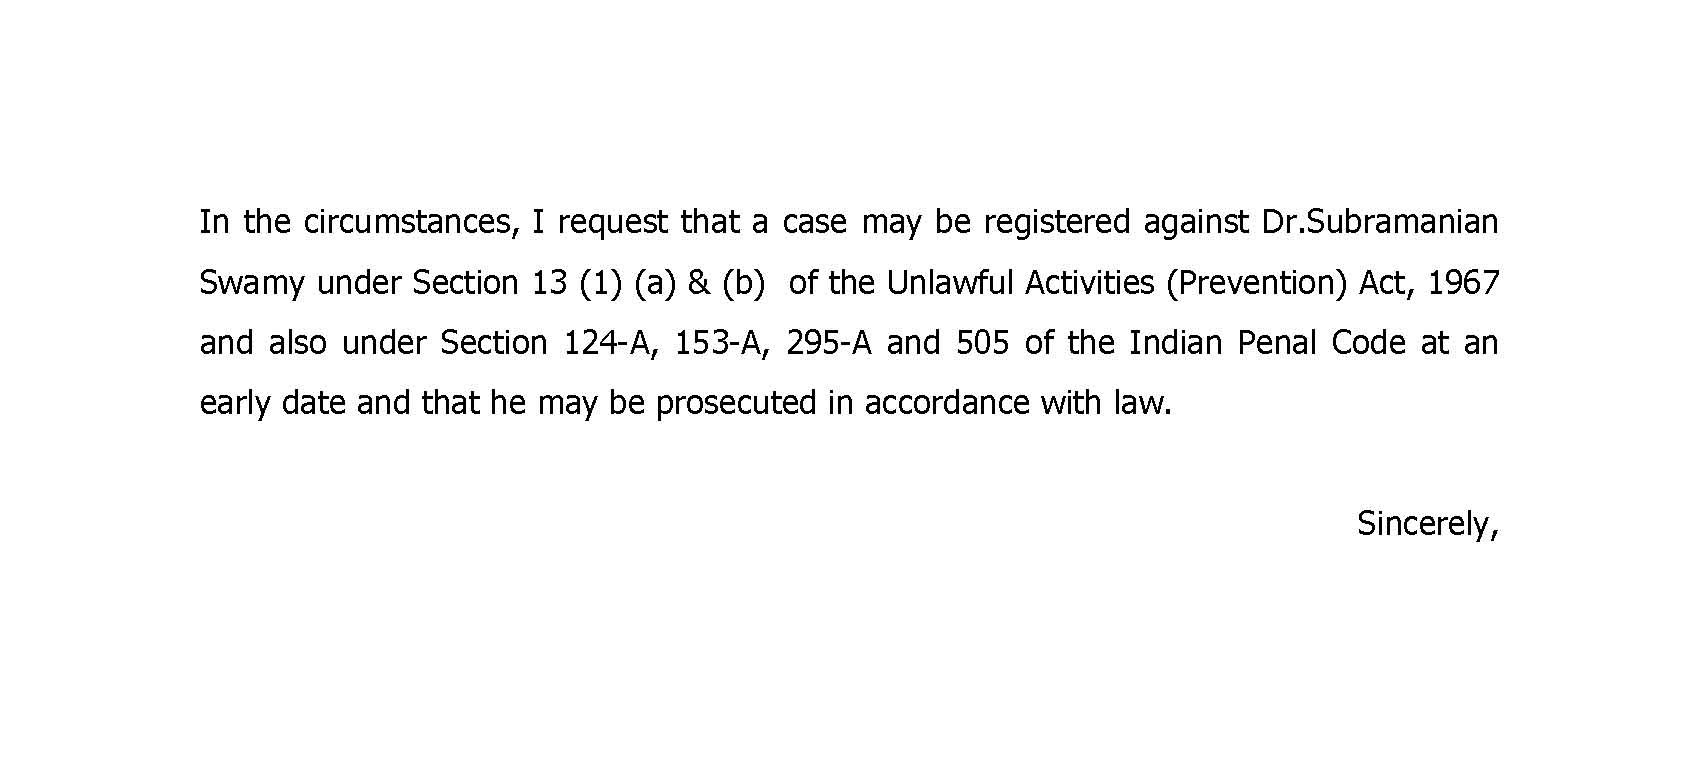 In the circumstances, I request that a case may be registered against Dr.Subramanian
Swamy under Section 13 (1) (a) & (b)  of the Unlawful Activities (Prevention) Act, 1967
and also under Section 124-A, 153-A, 295-A and 505 of the Indian Penal Code at an
early date and that he may be prosecuted in accordance with law.
Sincerely,